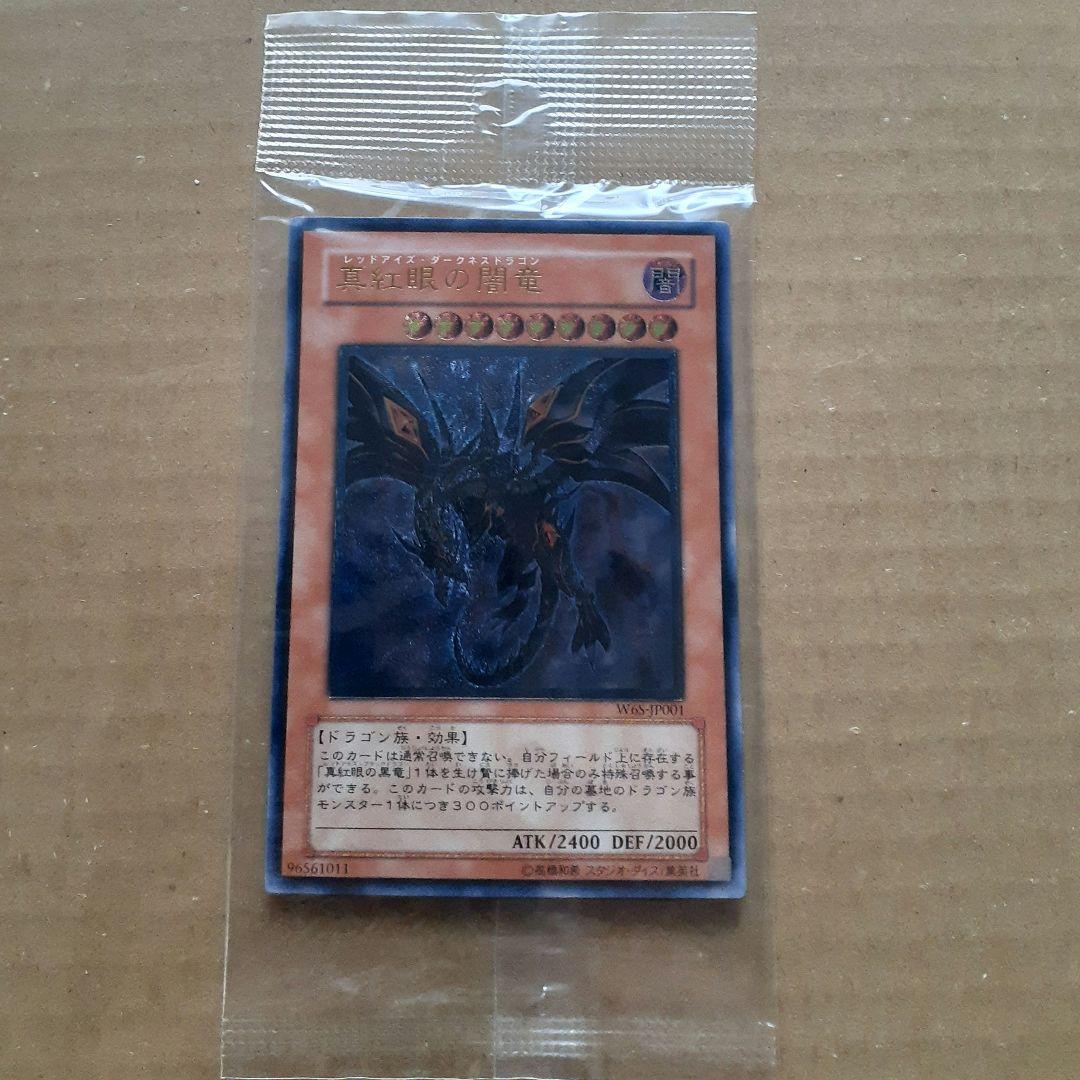 レッドアイズ・ダークネスドラゴン
真紅眼の闇竜
闇
W6S-JP001
【ドラゴン族・効果】
このカードは通常召喚できない。自分フィールド上に存在する
「真紅眼の黒竜」1体を生け贄に捧げた場合のみ特殊召喚する事
ができる。このカードの攻撃力は、自分の墓地のドラゴン族
モンスター1体につき300ポイントアップする。
ATK/2400 DEF/2000
96561011
©高橋和希 スタジオ・ダイス/集英社